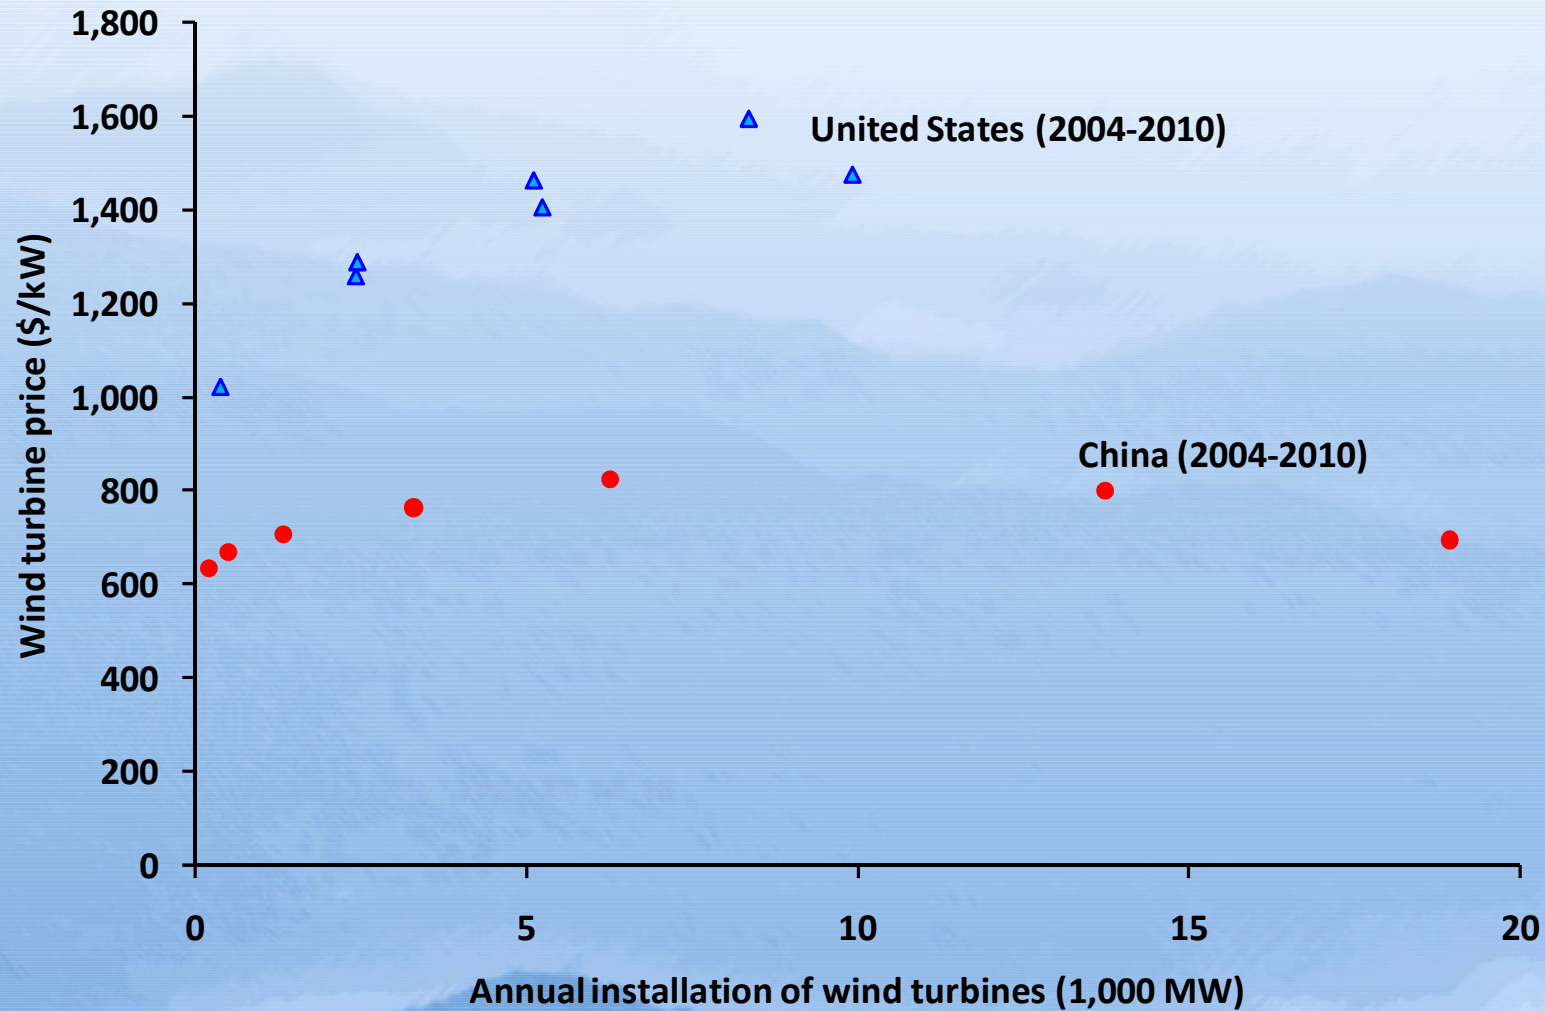 1,800
1,600
1,400
1,200
1,000
800
600
400
200
0
Wind turbine price ($/kW)
United States (2004-2010)
China (2004-2010)
0 5 10 15 20
Annual installation of wind turbines (1,000 MW)